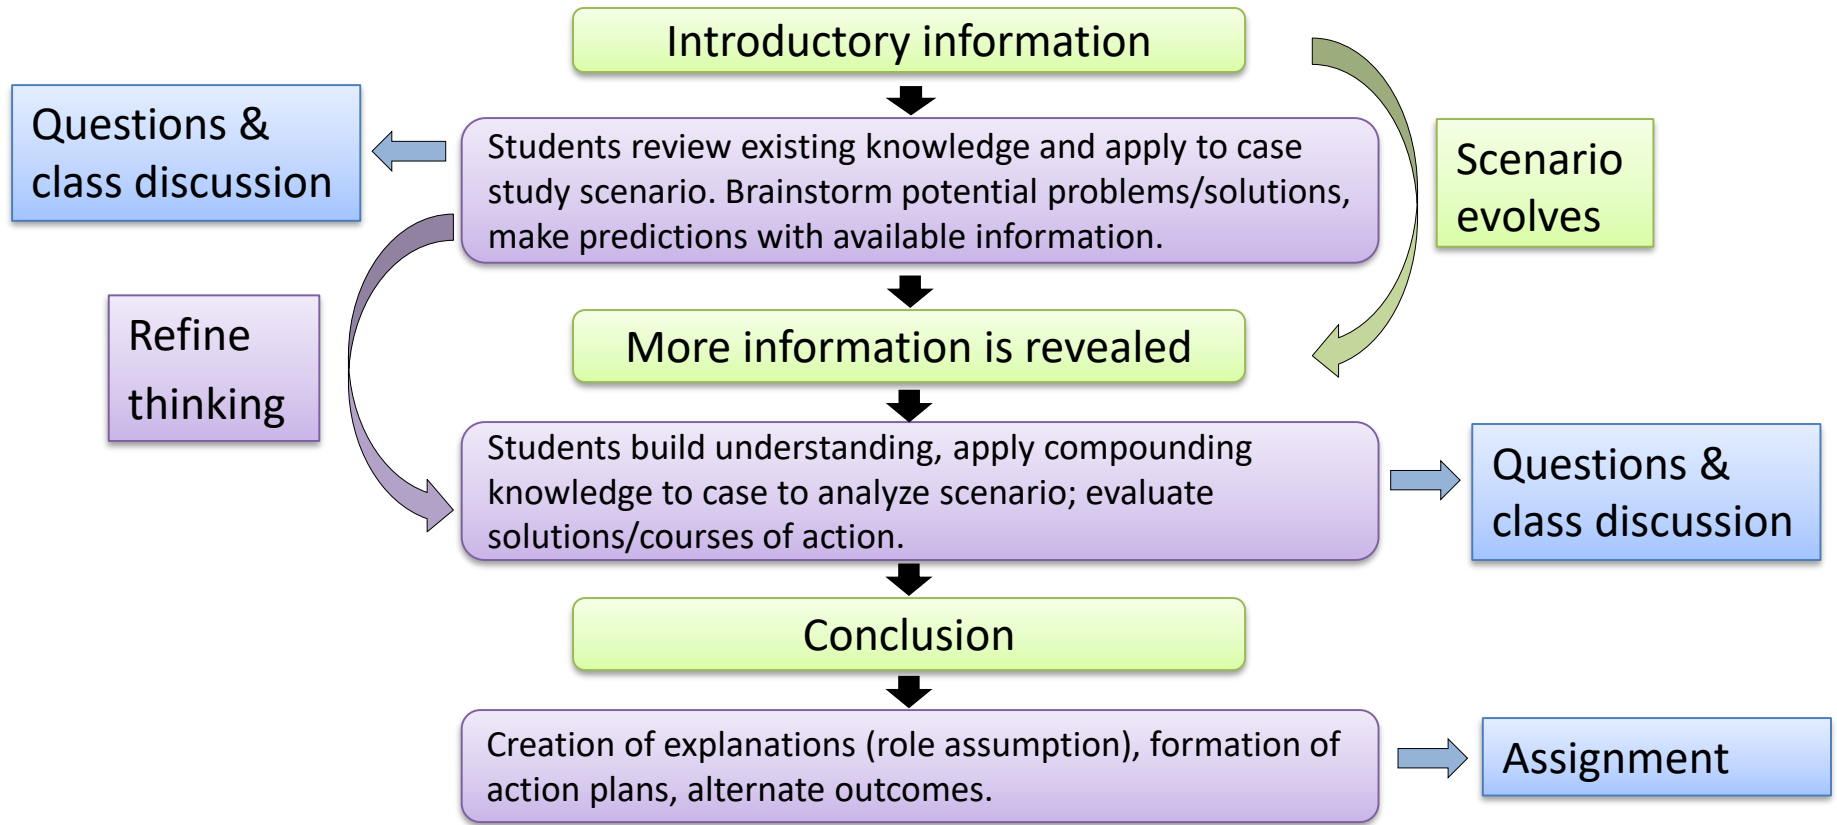 Introductory information
Questions &
class discussion
Students review existing knowledge and apply to case
study scenario. Brainstorm potential problems/solutions,
make predictions with available information.
Scenario
evolves
Refine
thinking
More information is revealed
Students build understanding, apply compounding
knowledge to case to analyze scenario; evaluate
solutions/courses of action.
Questions &
class discussion
Conclusion
Creation of explanations (role assumption), formation of
action plans, alternate outcomes.
Assignment